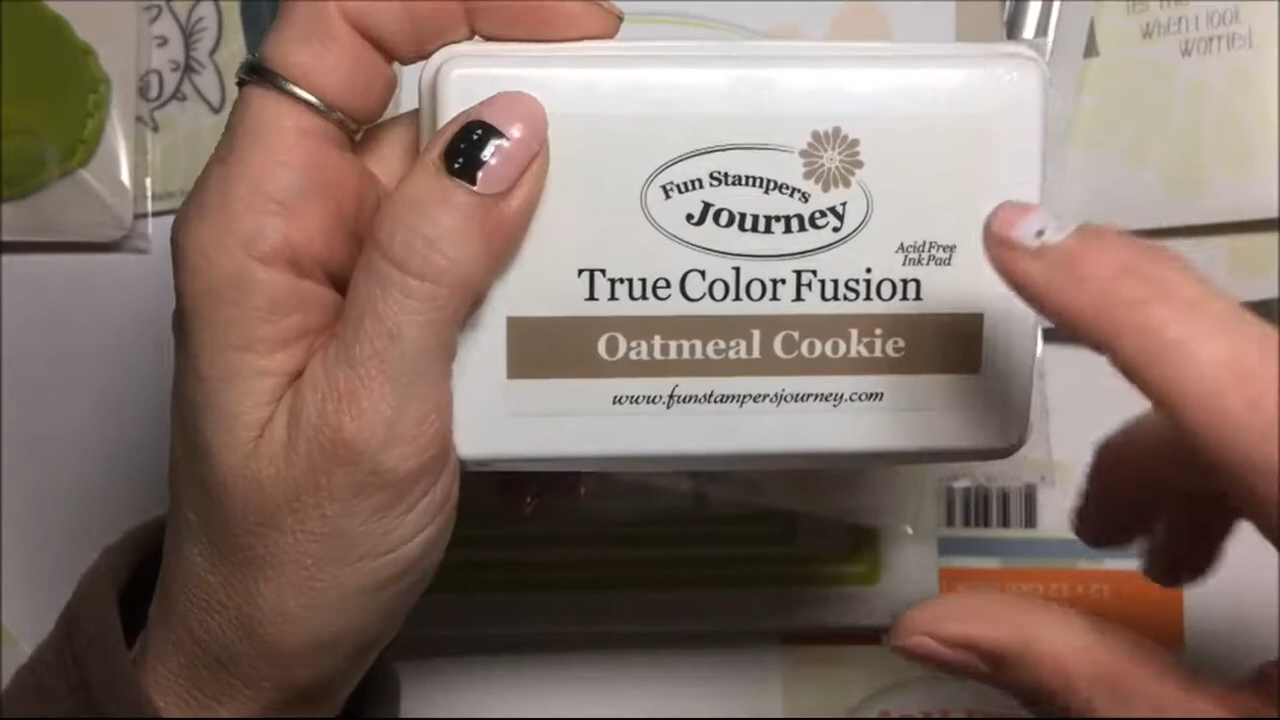 when I look
worried
Fun Stampers
Journey
Acid Free
Ink Pad
True Color Fusion
Oatmeal Cookie
www.funstampersjourney.com